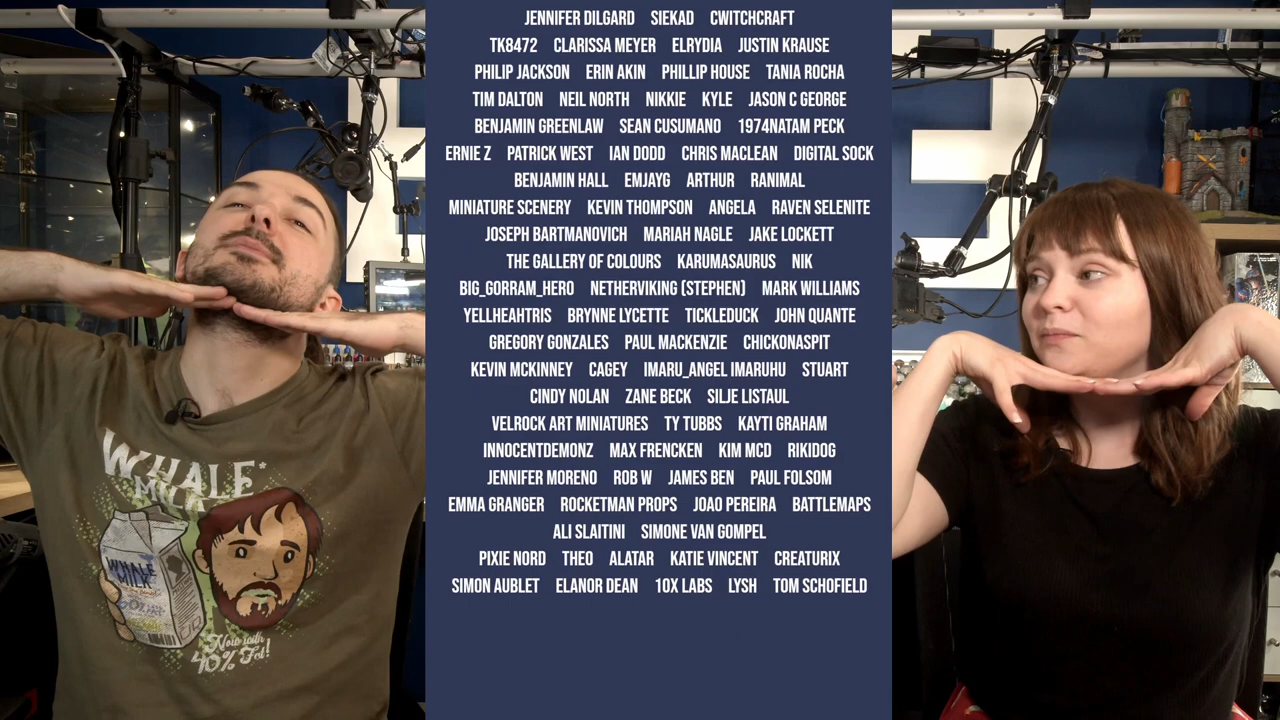 JENNIFER DILGARD SIEKAD CWITCHCRAFT
TK8472 CLARISSA MEYER ELRYDIA JUSTIN KRAUSE
PHILIP JACKSON ERIN AKIN PHILLIP HOUSE TANIA ROCHA
TIM DALTON NEIL NORTH NIKKIE KYLE JASON C GEORGE
BENJAMIN GREENLAW SEAN CUSUMANO 1974NATAM PECK
ERNIE Z PATRICK WEST IAN DODD CHRIS MACLEAN DIGITAL SOCK
BENJAMIN HALL EMJAYG ARTHUR RANIMAL
MINIATURE SCENERY KEVIN THOMPSON ANGELA RAVEN SELENITE
JOSEPH BARTMANOVICH MARIAH NAGLE JAKE LOCKETT
THE GALLERY OF COLOURS KARUMASAURUS NIK
BIG_GORRAM_HERO NETHERVIKING (STEPHEN) MARK WILLIAMS
YELLHEAHTRIS BRYNNE LYCETTE TICKLEDUCK JOHN QUANTE
GREGORY GONZALES PAUL MACKENZIE CHICKONASPIT
KEVIN MCKINNEY CAGEY IMARU_ANGEL IMARUHU STUART
CINDY NOLAN ZANE BECK SILJE LISTAUL
VELROCK ART MINIATURES TY TUBBS KAYTI GRAHAM
INNOCENTDEMONZ MAX FRENCKEN KIM MCD RIKIDOG
JENNIFER MORENO ROB W JAMES BEN PAUL FOLSOM
EMMA GRANGER ROCKETMAN PROPS JOAO PEREIRA BATTLEMAPS
ALI SLAITINI SIMONE VAN GOMPEL
PIXIE NORD THEO ALATAR KATIE VINCENT CREATURIX
SIMON AUBLET ELANOR DEAN 10X LABS LYSH TOM SCHOFIELD
WHALE*
MILK
WHALE
MILK
Now with
40% Fat!